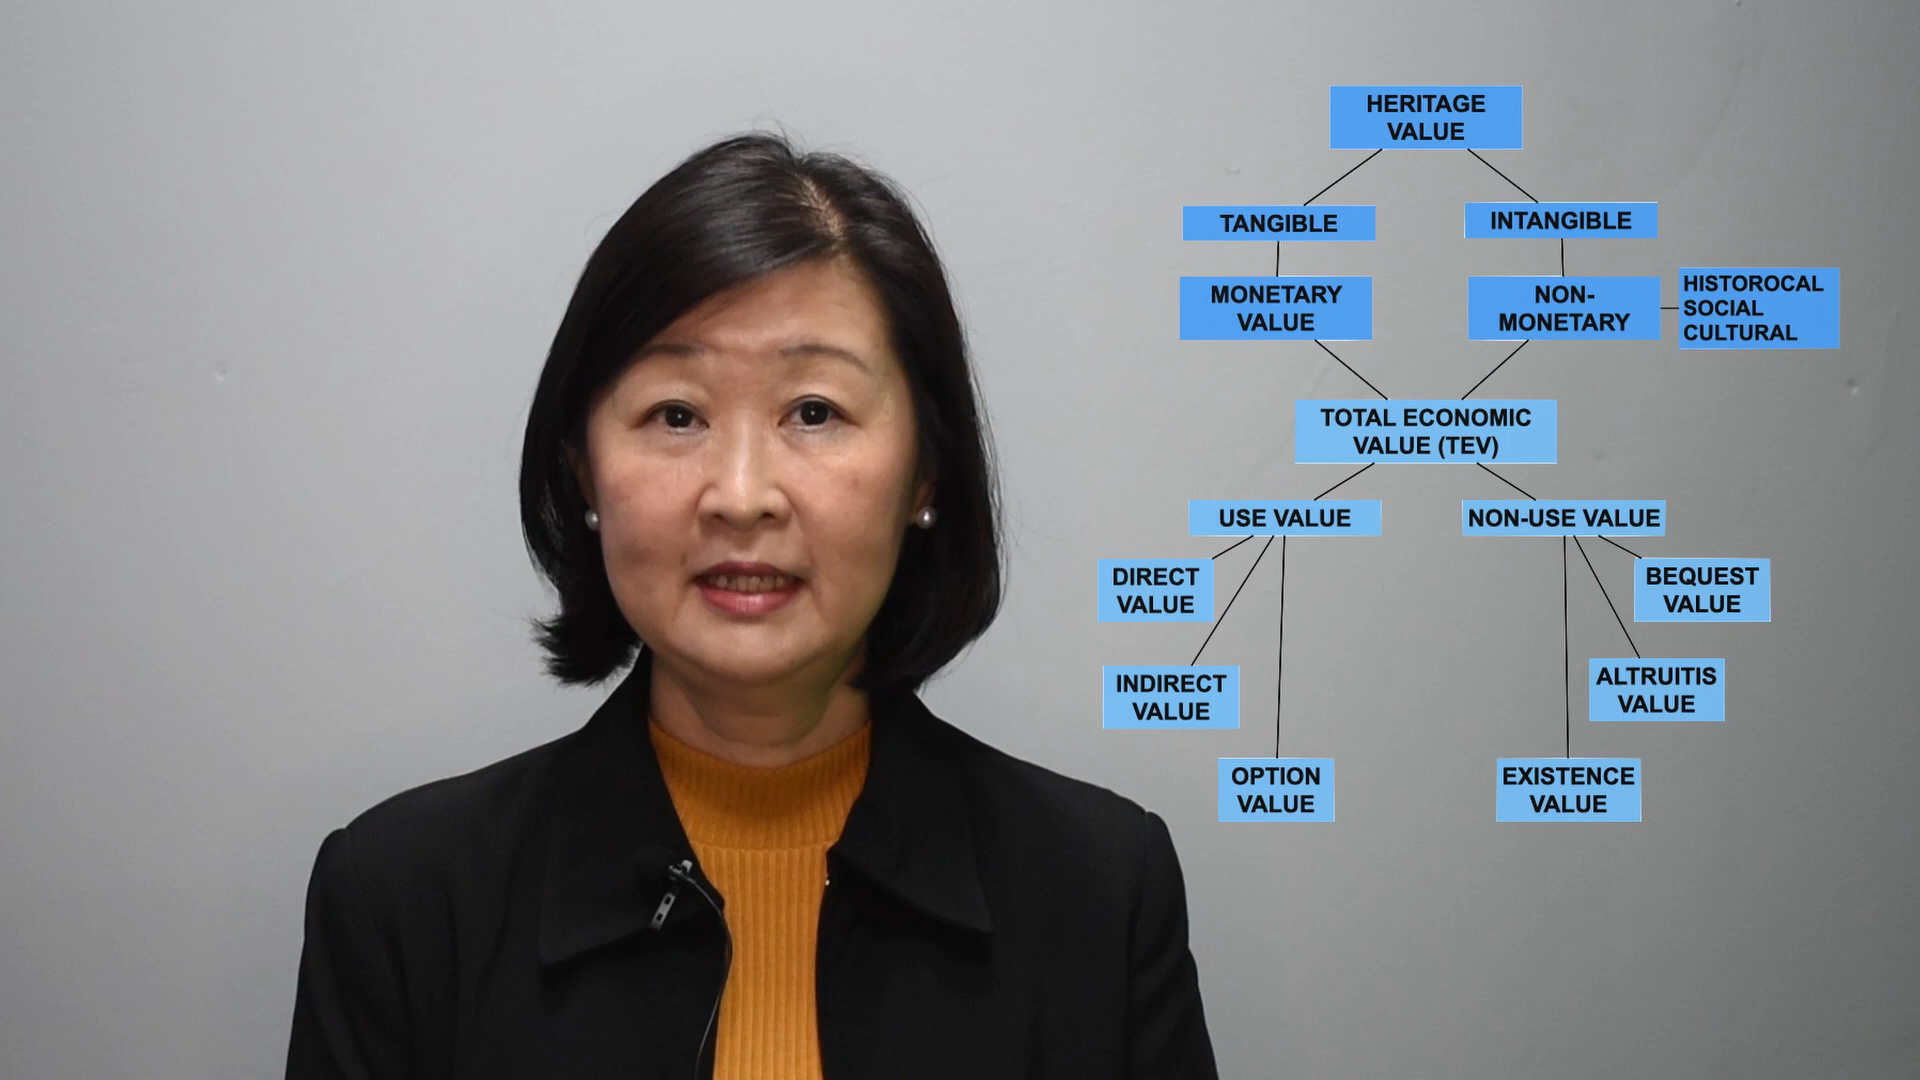 HERITAGE
VALUE
TANGIBLE
INTANGIBLE
MONETARY
VALUE
NON-
MONETARY
HISTOROCAL
SOCIAL
CULTURAL
TOTAL ECONOMIC
VALUE (TEV)
USE VALUE
NON-USE VALUE
DIRECT
VALUE
BEQUEST
VALUE
INDIRECT
VALUE
ALTRUITIS
VALUE
OPTION
VALUE
EXISTENCE
VALUE